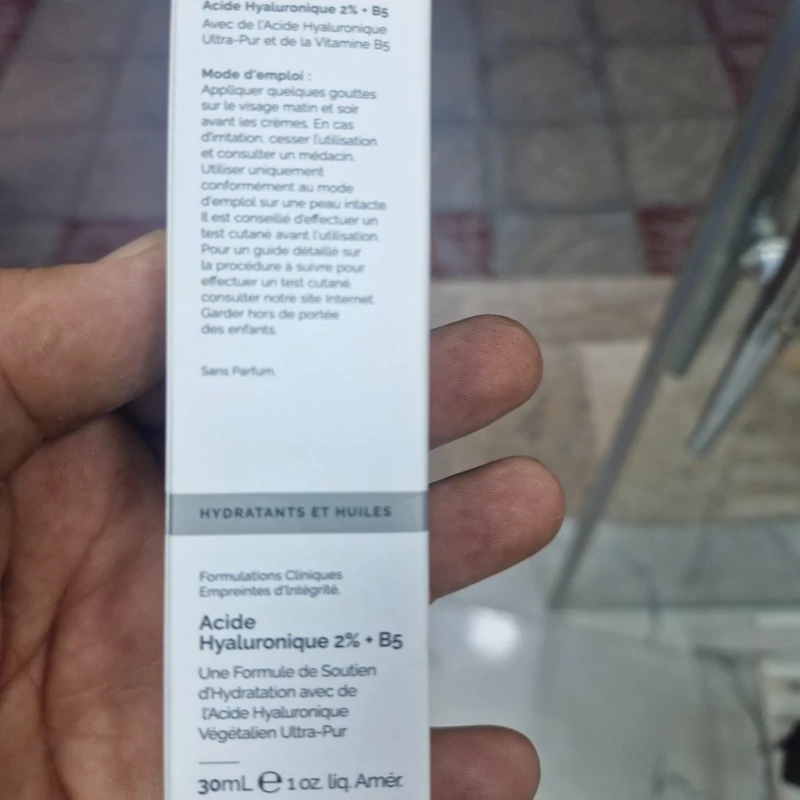 Acide Hyaluronique 2% + B5
Avec de l'Acide Hyaluronique
Ultra-Pur et de la Vitamine B5
Mode d'emploi :
Appliquer quelques gouttes
sur le visage matin et soir
avant les crèmes. En cas
d'irritation, cesser l'utilisation
et consulter un médacin.
Utiliser uniquement
conformément au mode
d'emploi sur une peau intacte.
Il est conseillé d'effectuer un
test cutané avant l'utilisation.
Pour un guide détaillé sur
la procédure à suivre pour
effectuer un test cutané,
consulter notre site Internet.
Garder hors de portée
des enfants.
Sans Parfum.
HYDRATANTS ET HUILES
Formulations Cliniques
Empreintes d'Intégrité.
Acide
Hyaluronique 2% + B5
Une Formule de Soutien
d'Hydratation avec de
l'Acide Hyaluronique
Végétalien Ultra-Pur
30mL ℮ 1 oz. liq. Amér.